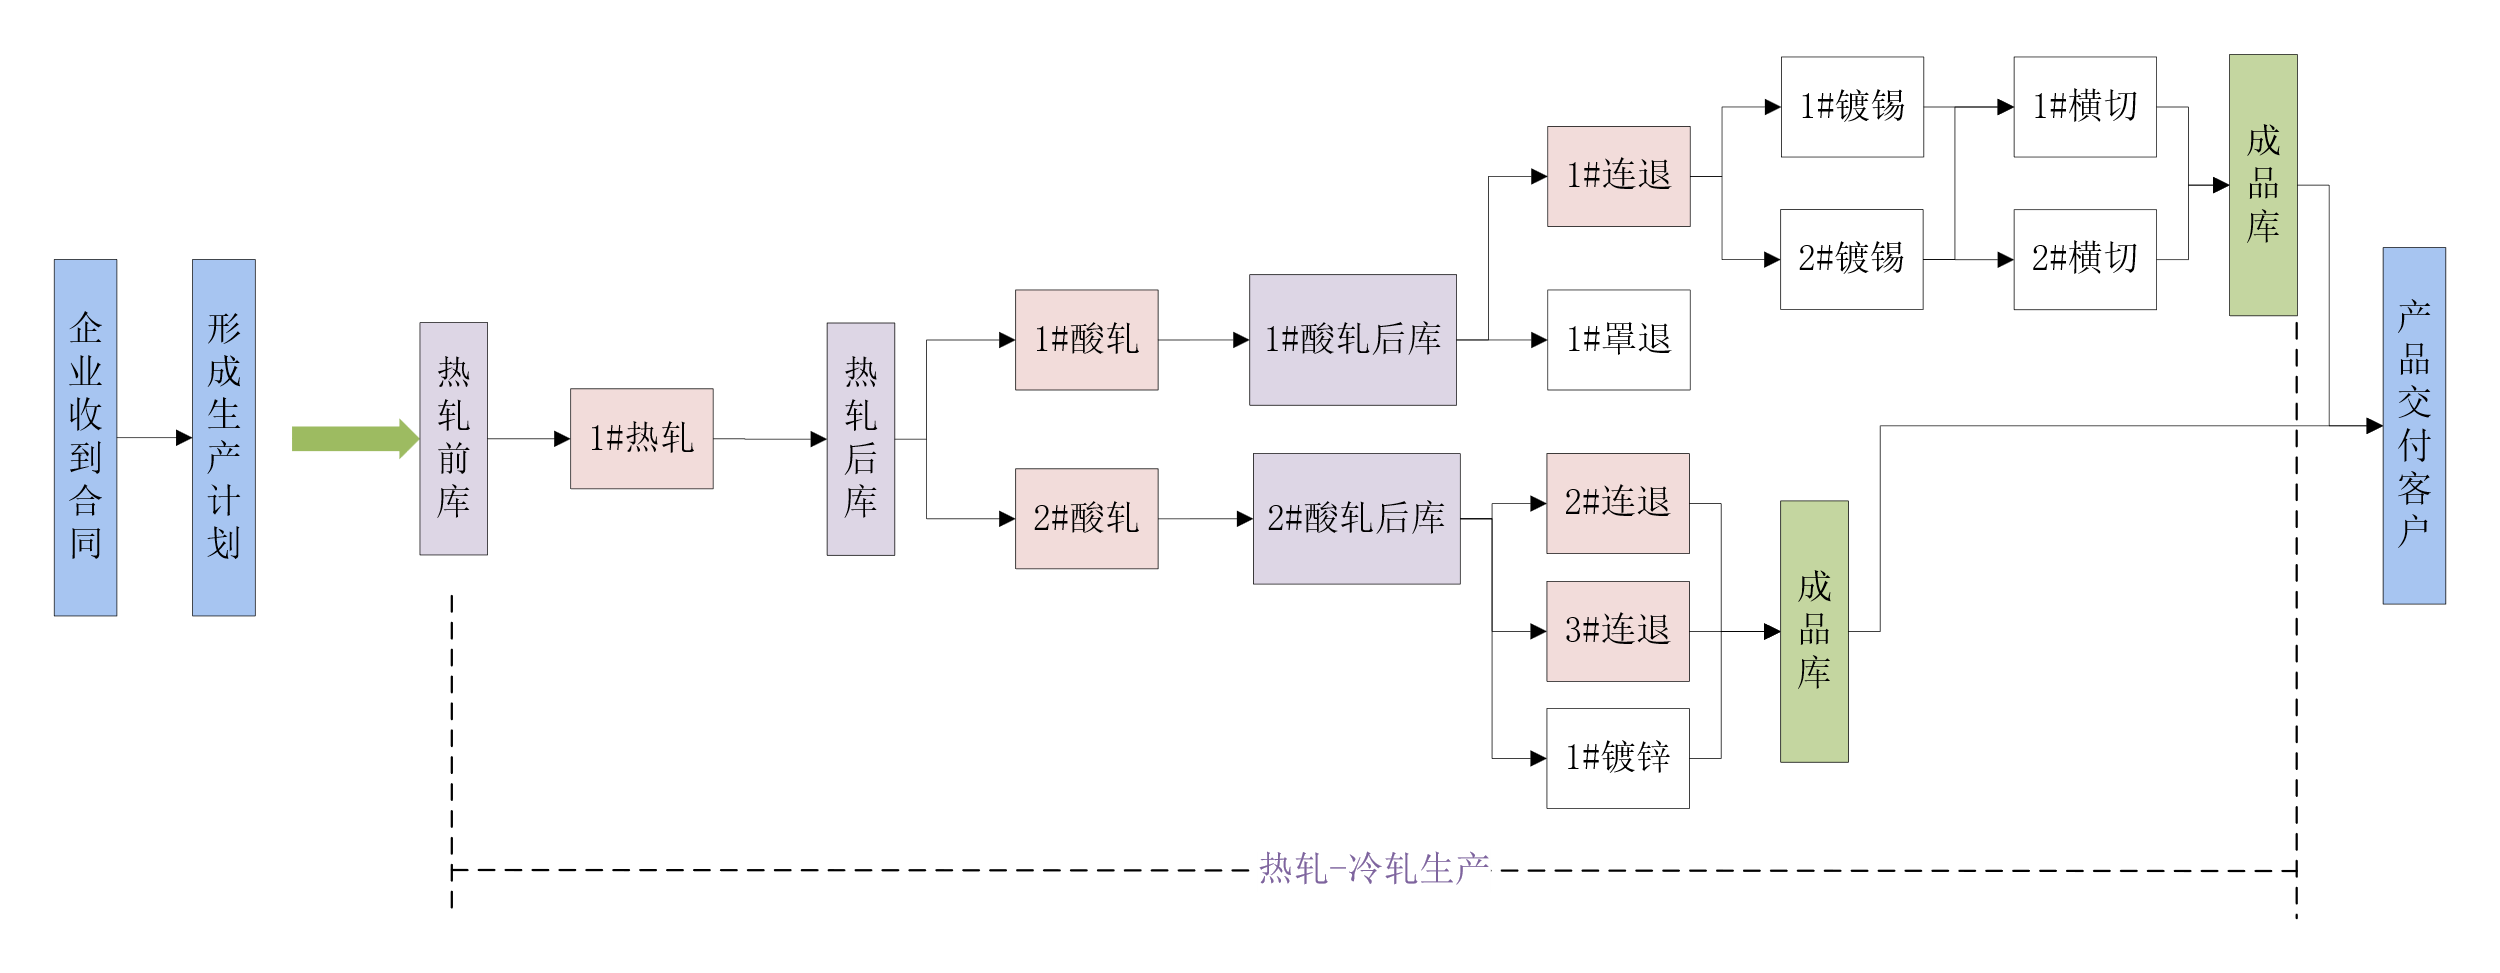 企业收到合同
形成生产计划
热轧前库
1#热轧
热轧后库
1#酸轧
2#酸轧
1#酸轧后库
2#酸轧后库
1#连退
1#罩退
2#连退
3#连退
1#镀锌
1#镀锡
2#镀锡
1#横切
2#横切
成品库
成品库
产品交付客户
热轧-冷轧生产